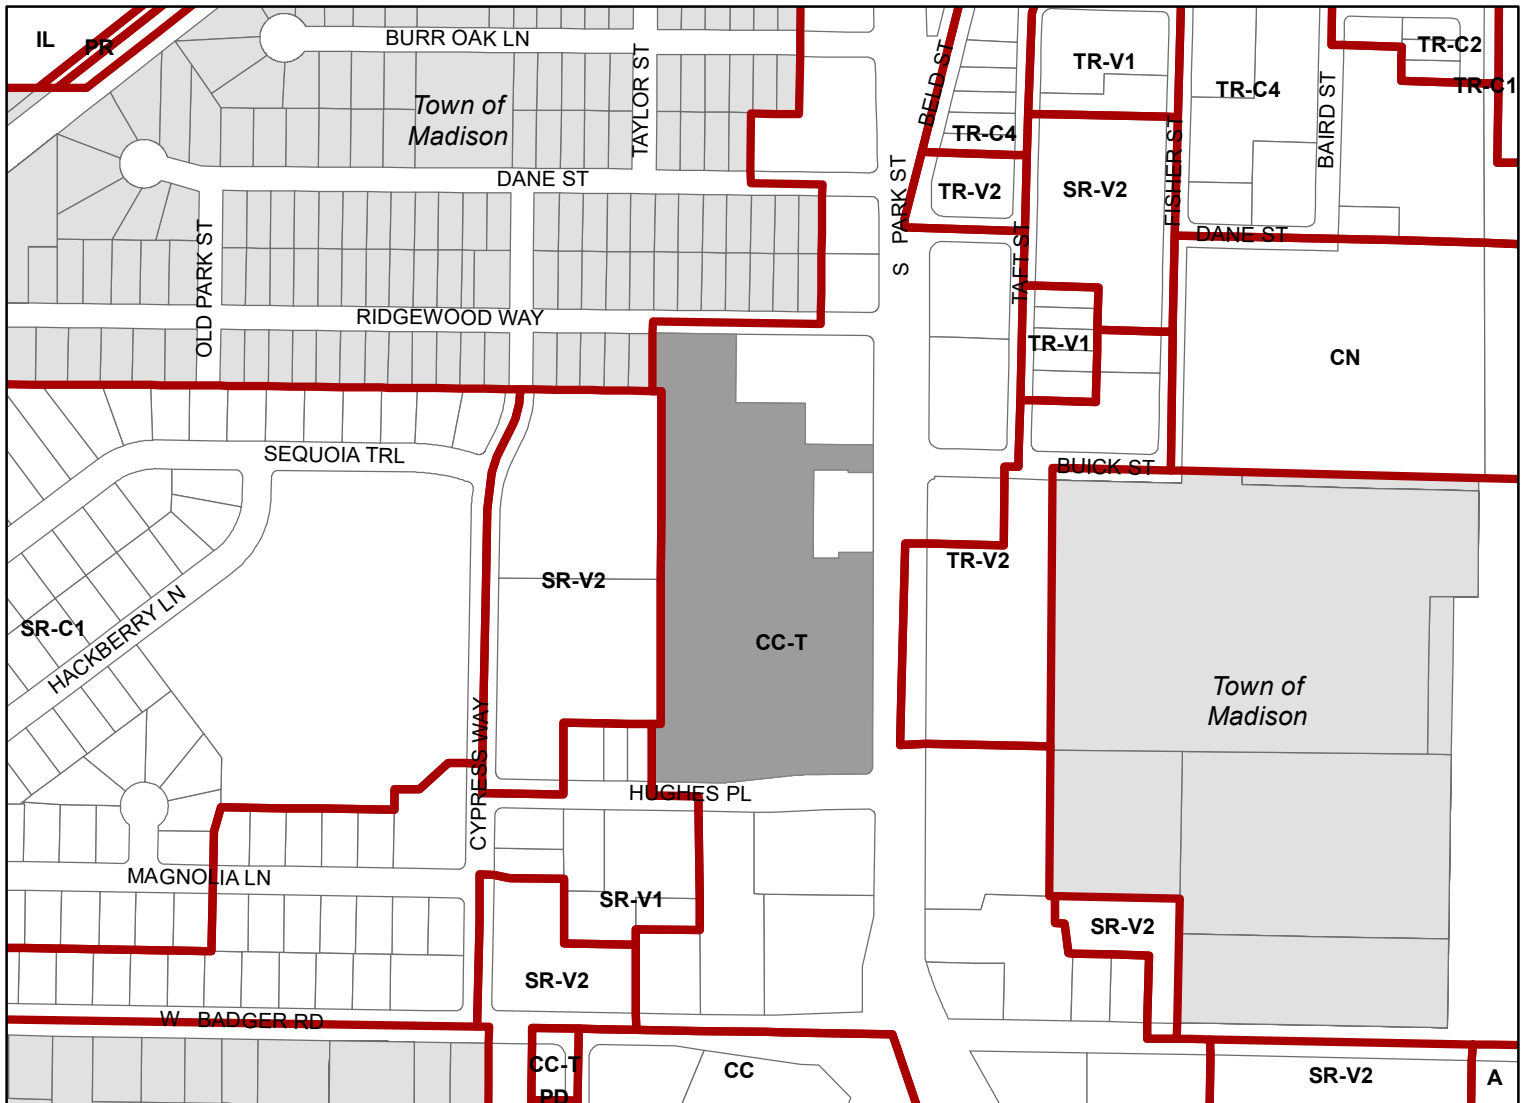 IL
PR
BURR OAK LN
TAYLOR ST
BELD ST
TR-V1
TR-C2
TR-C1
TR-C4
BAIRD ST
Town of
Madison
TR-C4
FISHER ST
DANE ST
TR-V2
SR-V2
S PARK ST
OLD PARK ST
TAFT ST
DANE ST
RIDGEWOOD WAY
TR-V1
CN
SEQUOIA TRL
BUICK ST
SR-V2
TR-V2
HACKBERRY LN
SR-C1
CC-T
Town of
Madison
CYPRESS WAY
HUGHES PL
MAGNOLIA LN
SR-V1
SR-V2
SR-V2
W BADGER RD
CC-T
PD
CC
SR-V2
A